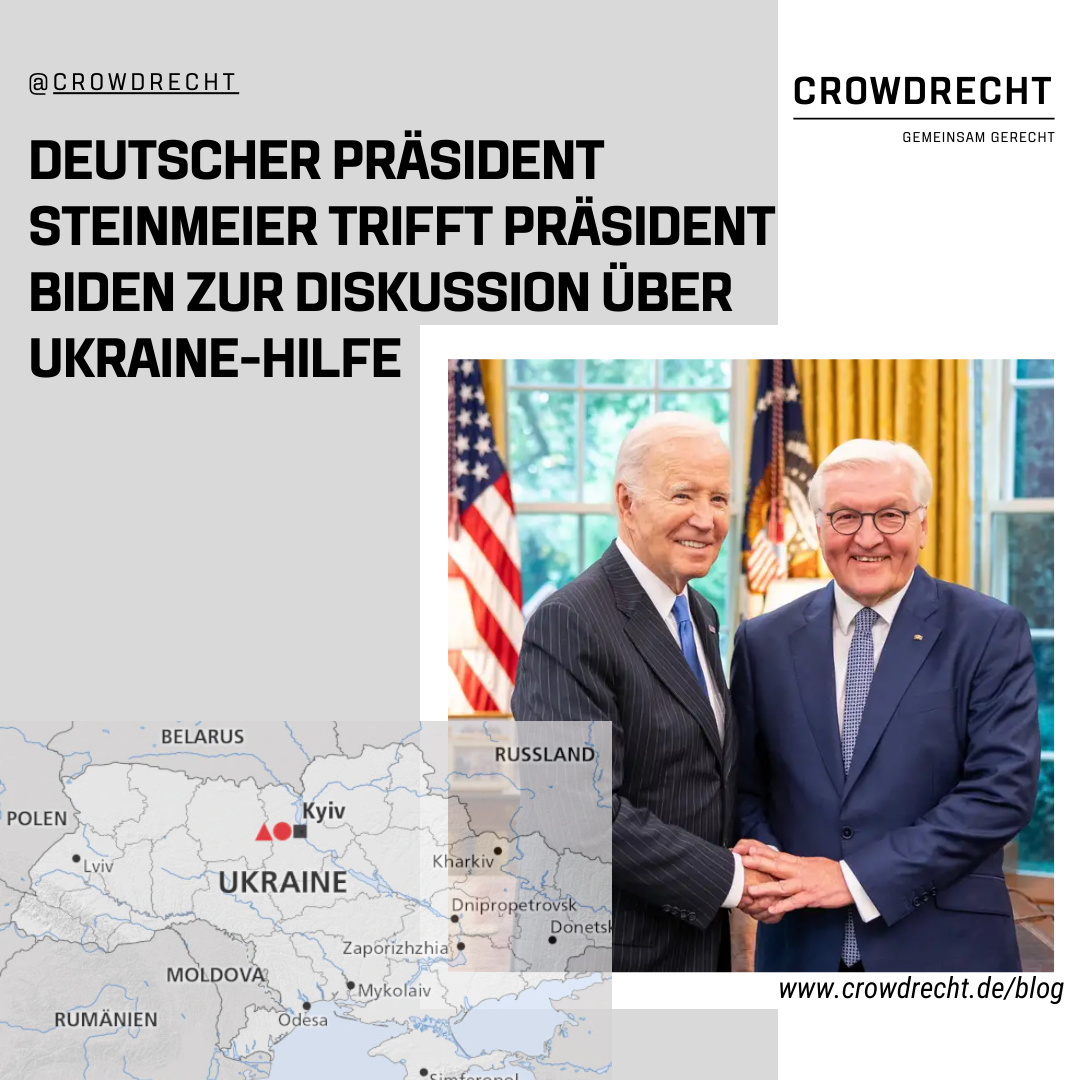 @CROWDRECHT
CROWDRECHT
GEMEINSAM GERECHT
DEUTSCHER PRÄSIDENT
STEINMEIER TRIFFT PRÄSIDENT
BIDEN ZUR DISKUSSION ÜBER
UKRAINE-HILFE
BELARUS
RUSSLAND
POLEN
Kyiv
Lviv
Kharkiv
UKRAINE
Dnipropetrovsk
Donetsk
Zaporizhzhia
MOLDOVA
Mykolaiv
RUMÄNIEN
Odesa
Simferopol
www.crowdrecht.de/blog